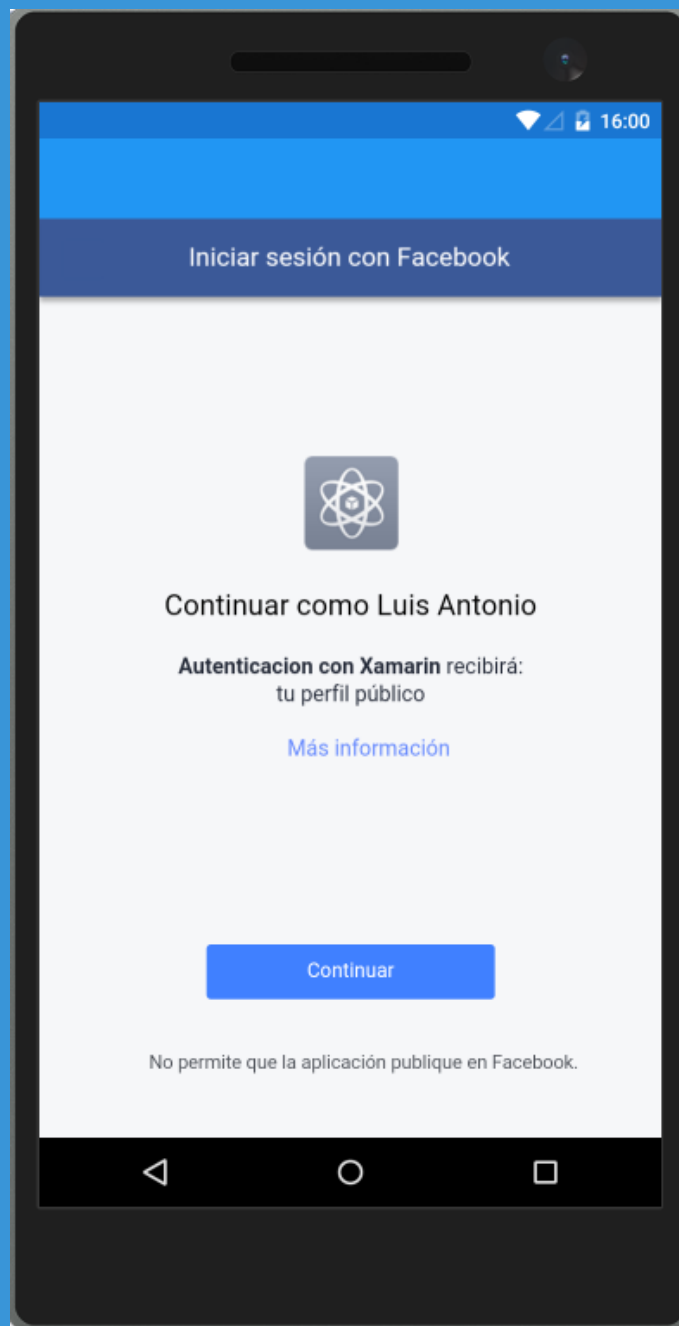 16:00
Iniciar sesión con Facebook
Continuar como Luis Antonio
Autenticacion con Xamarin recibirá:
tu perfil público
Más información
Continuar
No permite que la aplicación publique en Facebook.